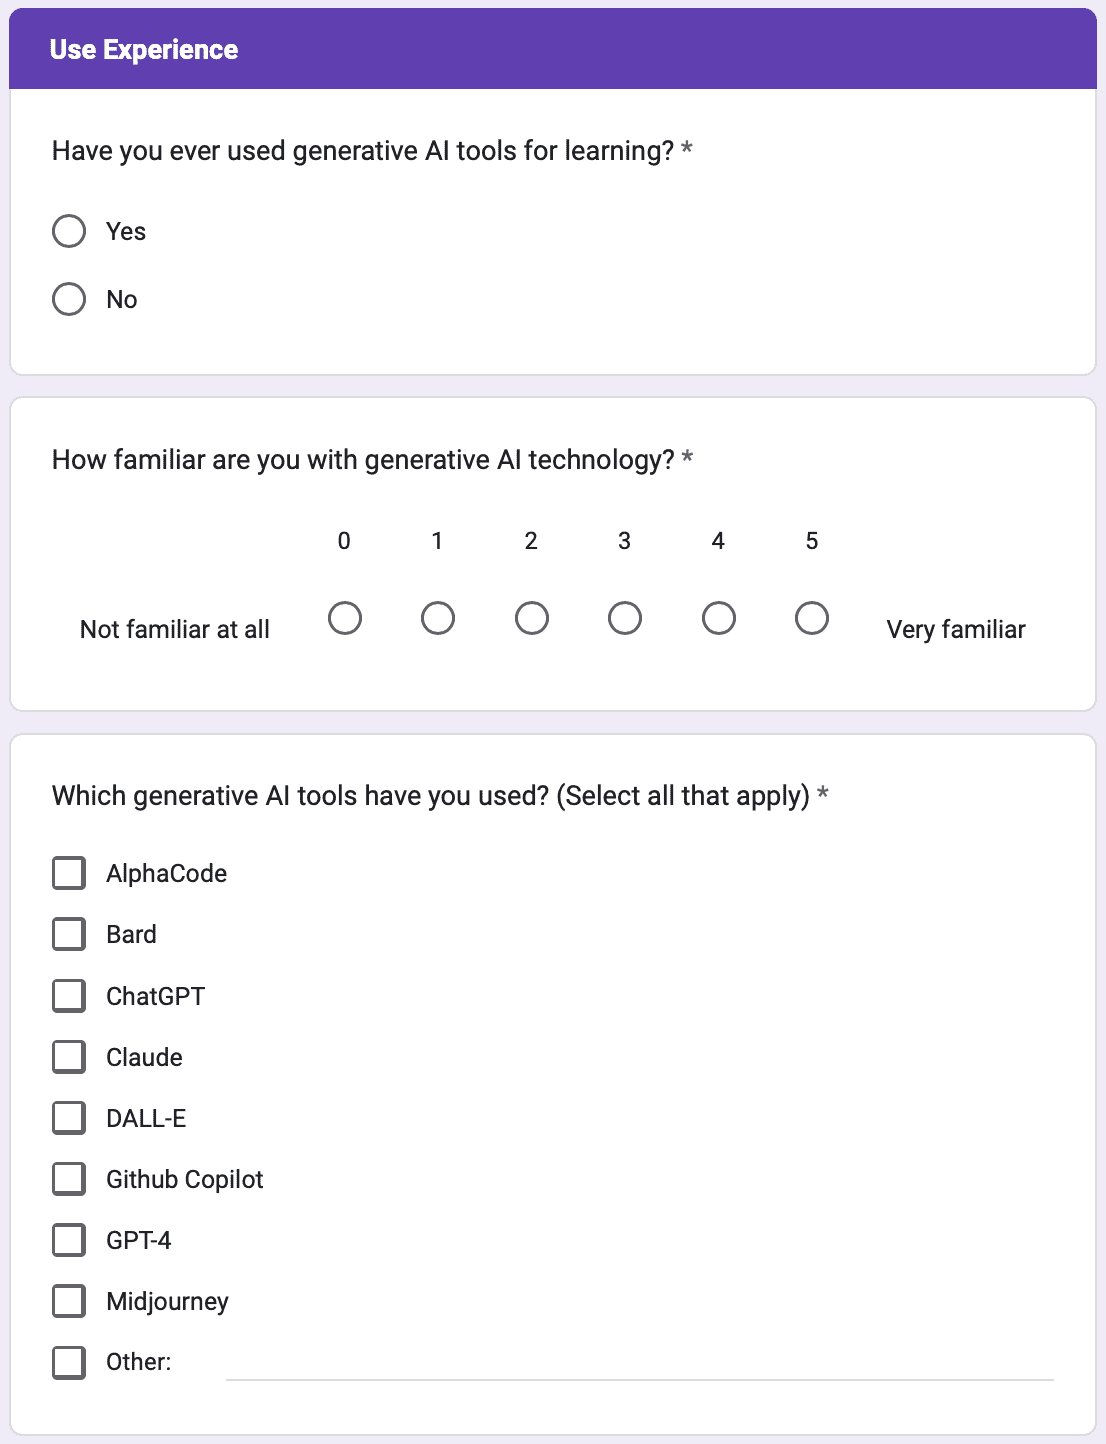 Use Experience
Have you ever used generative AI tools for learning? *
Yes
No
How familiar are you with generative AI technology? *
0 1 2 3 4 5
Not familiar at all Very familiar
Which generative AI tools have you used? (Select all that apply) *
AlphaCode
Bard
ChatGPT
Claude
DALL-E
Github Copilot
GPT-4
Midjourney
Other: